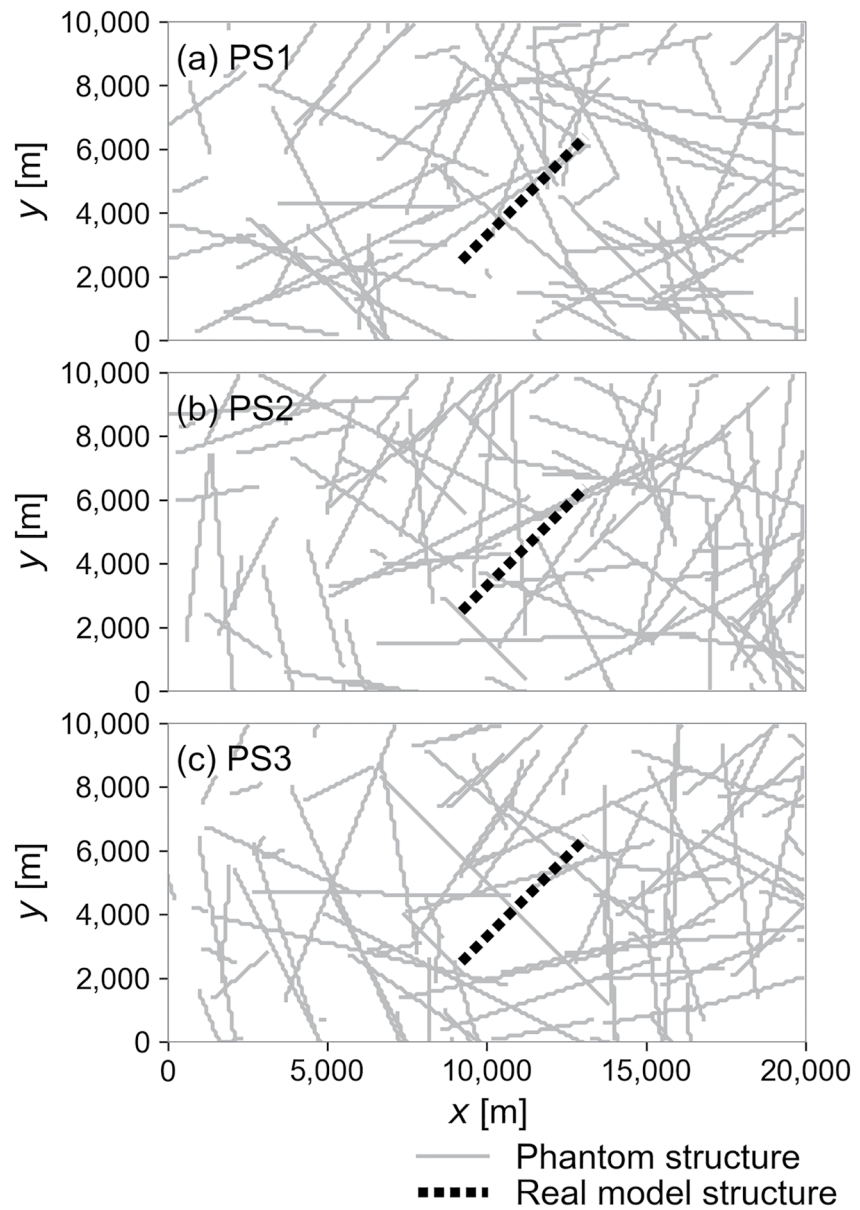 (a) PS1
10,000
8,000
6,000
4,000
2,000
0
y [m]
(b) PS2
10,000
8,000
6,000
4,000
2,000
0
y [m]
(c) PS3
10,000
8,000
6,000
4,000
2,000
0
y [m]
0 5,000 10,000 15,000 20,000
x [m]
Phantom structure
Real model structure